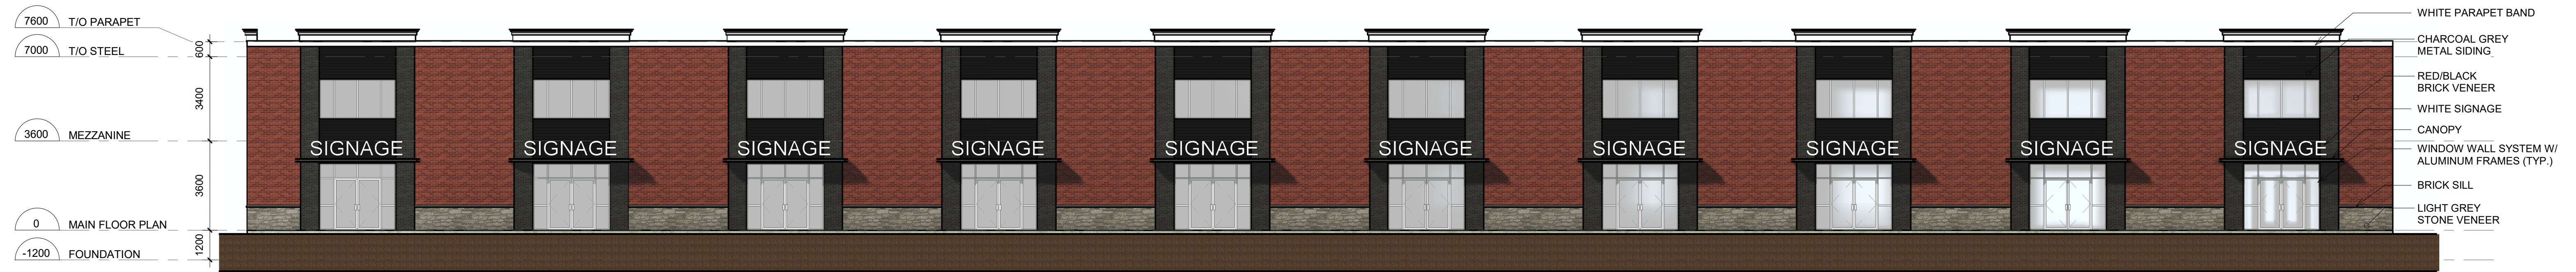 7600 T/O PARAPET
7000 T/O STEEL
3600 MEZZANINE
0 MAIN FLOOR PLAN
-1200 FOUNDATION
600
3400
3600
1200
SIGNAGE SIGNAGE SIGNAGE SIGNAGE SIGNAGE SIGNAGE SIGNAGE SIGNAGE SIGNAGE SIGNAGE
WHITE PARAPET BAND
CHARCOAL GREY
METAL SIDING
RED/BLACK
BRICK VENEER
WHITE SIGNAGE
CANOPY
WINDOW WALL SYSTEM W/
ALUMINUM FRAMES (TYP.)
BRICK SILL
LIGHT GREY
STONE VENEER